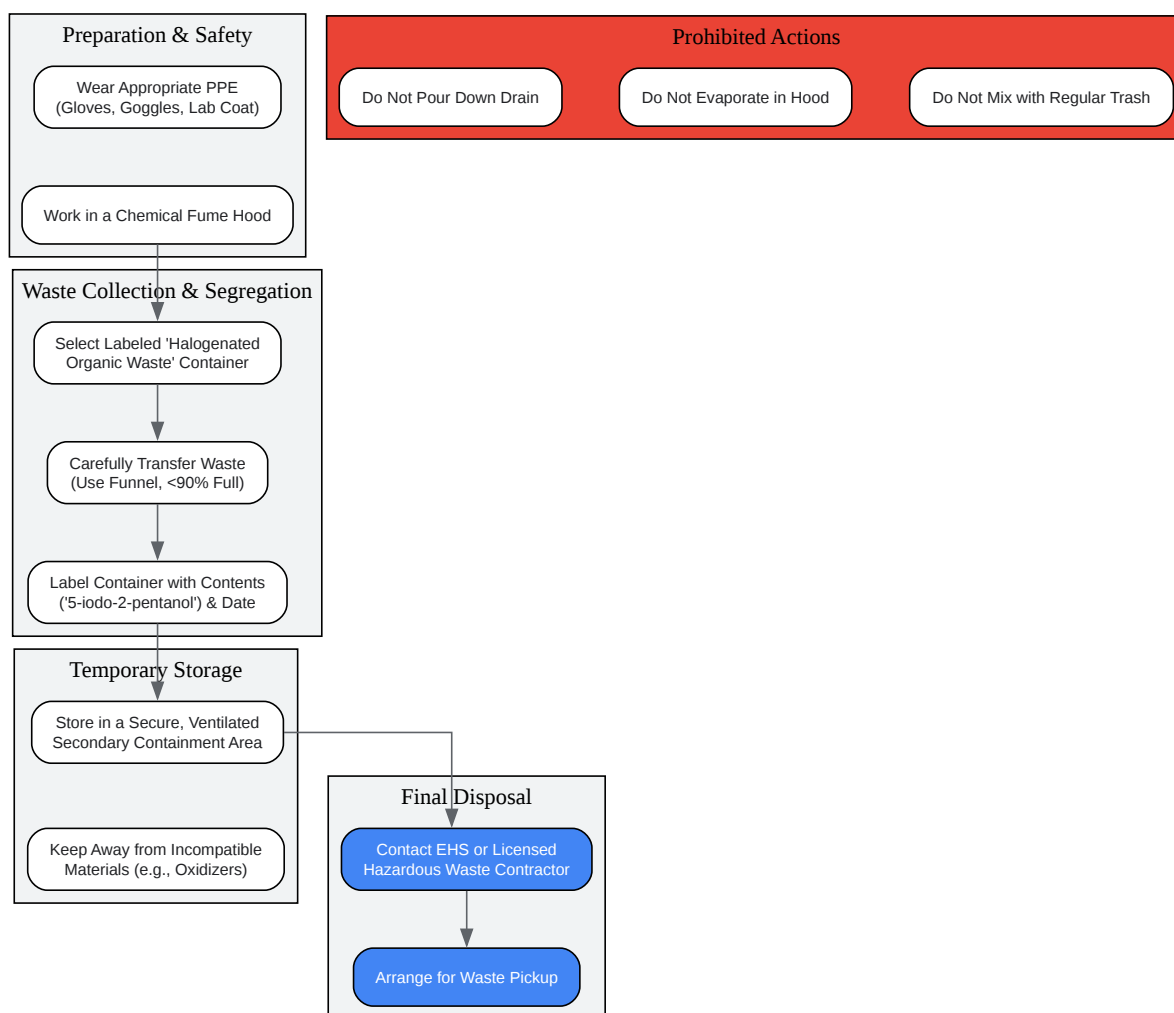 Preparation & Safety
Wear Appropriate PPE
(Gloves, Goggles, Lab Coat)
Work in a Chemical Fume Hood
Prohibited Actions
Do Not Pour Down Drain
Do Not Evaporate in Hood
Do Not Mix with Regular Trash
Waste Collection & Segregation
Select Labeled 'Halogenated
Organic Waste' Container
Carefully Transfer Waste
(Use Funnel, <90% Full)
Label Container with Contents
('5-iodo-2-pentanol') & Date
Temporary Storage
Store in a Secure, Ventilated
Secondary Containment Area
Keep Away from Incompatible
Materials (e.g., Oxidizers)
Final Disposal
Contact EHS or Licensed
Hazardous Waste Contractor
Arrange for Waste Pickup